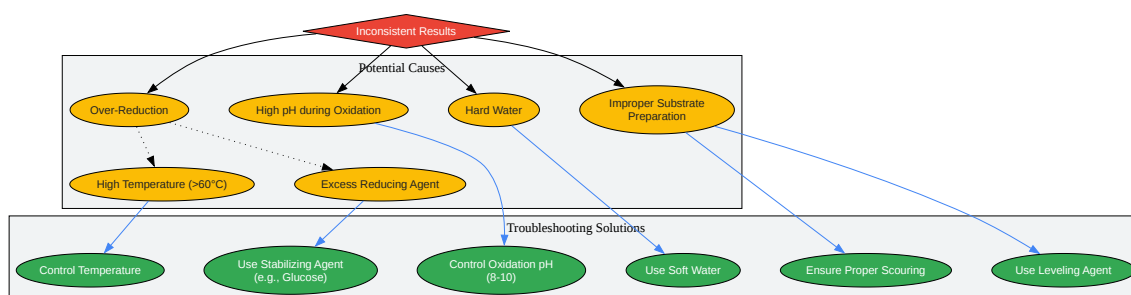 Inconsistent Results
Potential Causes
Over-Reduction
High pH during Oxidation
Hard Water
Improper Substrate
Preparation
High Temperature (>60°C)
Excess Reducing Agent
Troubleshooting Solutions
Control Temperature
Use Stabilizing Agent
(e.g., Glucose)
Control Oxidation pH
(8-10)
Use Soft Water
Ensure Proper Scouring
Use Leveling Agent